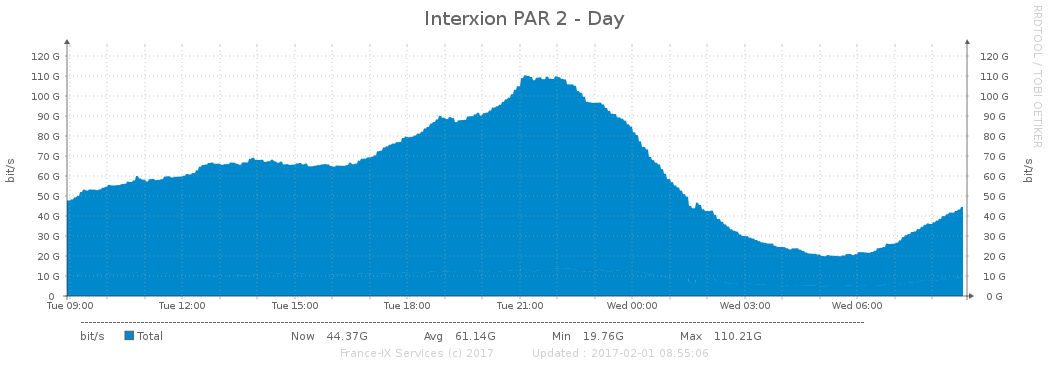 Interxion PAR 2 - Day
RRDTOOL / TOBI OETIKER
bit/s
120 G
110 G
100 G
90 G
80 G
70 G
60 G
50 G
40 G
30 G
20 G
10 G
0
120 G
110 G
100 G
90 G
80 G
70 G
60 G
50 G
40 G
30 G
20 G
10 G
0 G
bit/s
Tue 09:00 Tue 12:00 Tue 15:00 Tue 18:00 Tue 21:00 Wed 00:00 Wed 03:00 Wed 06:00
bit/s Total Now 44.37G Avg 61.14G Min 19.76G Max 110.21G
France-IX Services (c) 2017 Updated : 2017-02-01 08:55:06